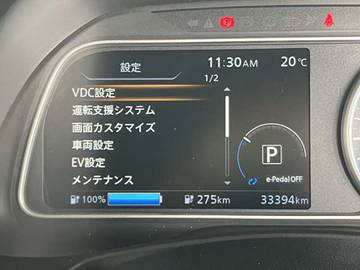 設定
11:30AM
20℃
1/2
VDC設定
運転支援システム
画面カスタマイズ
車両設定
EV設定
メンテナンス
P
e-Pedal OFF
100%
275km
33394km